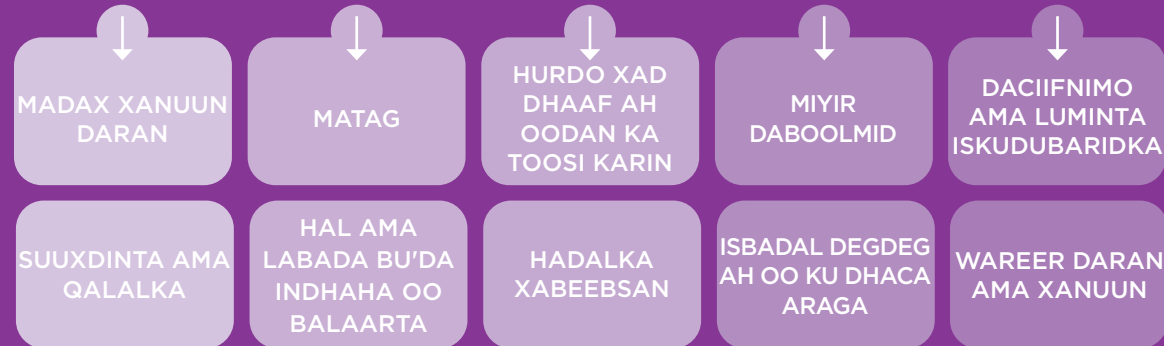 MADAX XANUUN
DARAN
MATAG
HURDO XAD
DHAAF AH
OODAN KA
TOOSI KARIN
MIYIR
DABOOLMID
DACIIFNIMO
AMA LUMINTA
ISKUDUBARIDKA
SUUXDINTA AMA
QALALKA
HAL AMA
LABADA BU'DA
INDHAHA OO
BALAARTA
HADALKA
XABEEBSAN
ISBADAL DEGDEG
AH OO KU DHACA
ARAGA
WAREER DARAN
AMA XANUUN